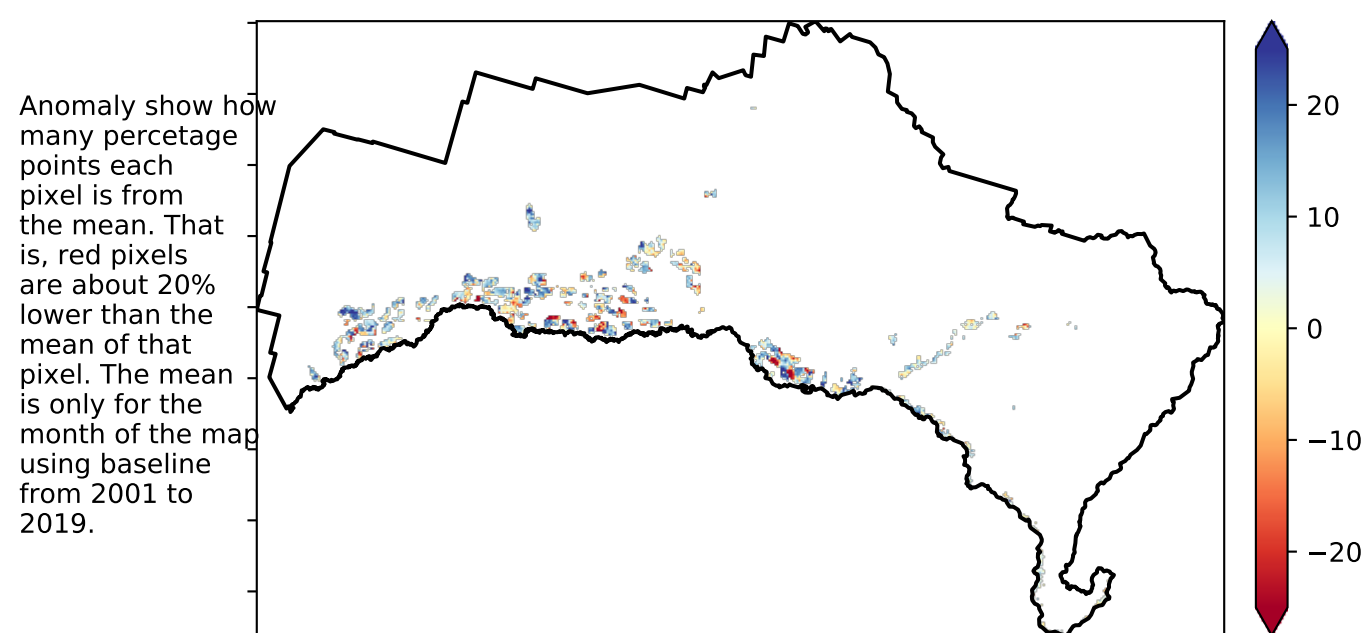 Anomaly show how
many percetage
points each
pixel is from
the mean. That
is, red pixels
are about 20%
lower than the
mean of that
pixel. The mean
is only for the
month of the map
using baseline
from 2001 to
2019.
20
10
0
−10
−20